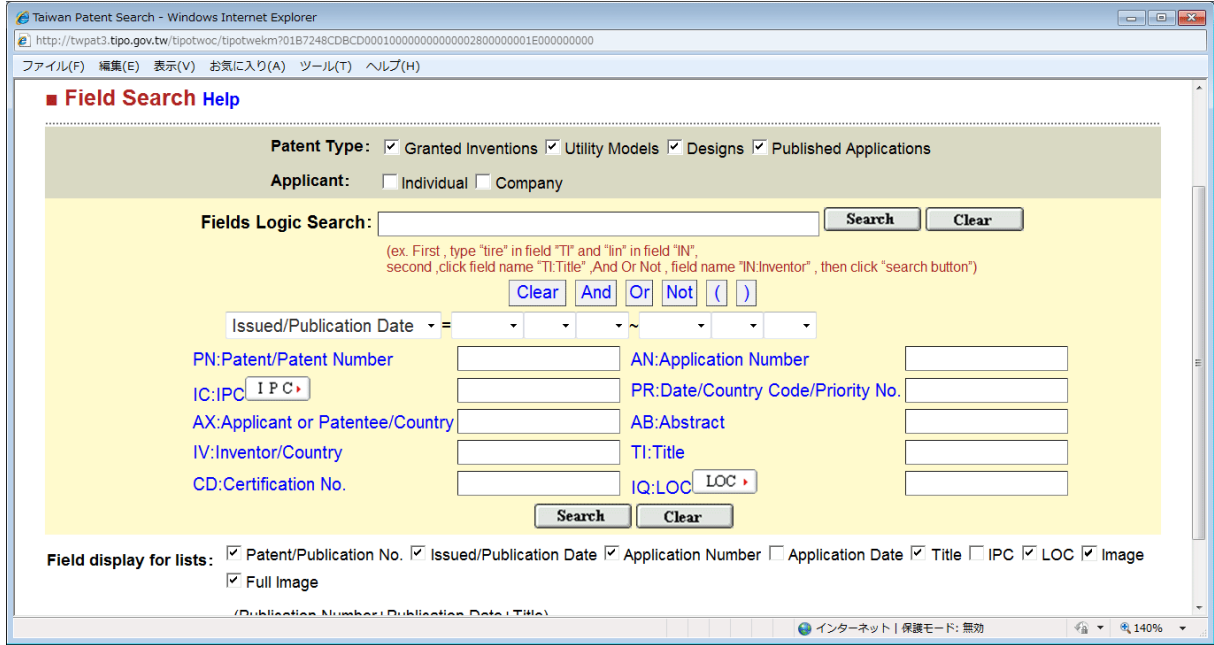 Taiwan Patent Search - Windows Internet Explorer
http://twpat3.tipo.gov.tw/tipotwoc/tipotwekm?01B7248CDBCD000100000000000002800000001E000000000
ファイル(F) 編集(E) 表示(V) お気に入り(A) ツール(T) ヘルプ(H)
■ Field Search Help
Patent Type: Granted Inventions Utility Models Designs Published Applications
Applicant: Individual Company
Fields Logic Search: Search Clear
(ex. First , type “tire” in field “TI” and “lin” in field “IN”,
second ,click field name “TI:Title” ,And Or Not , field name “IN:Inventor” , then click “search button”)
Clear And Or Not ( )
Issued/Publication Date = ~
PN:Patent/Patent Number AN:Application Number
IC:IPC I P C PR:Date/Country Code/Priority No.
AX:Applicant or Patentee/Country AB:Abstract
IV:Inventor/Country TI:Title
CD:Certification No. IQ:LOC LOC
Search Clear
Field display for lists: Patent/Publication No. Issued/Publication Date Application Number Application Date Title IPC LOC Image
Full Image
(Publication Number+Publication Date+Title)
インターネット | 保護モード: 無効 140%